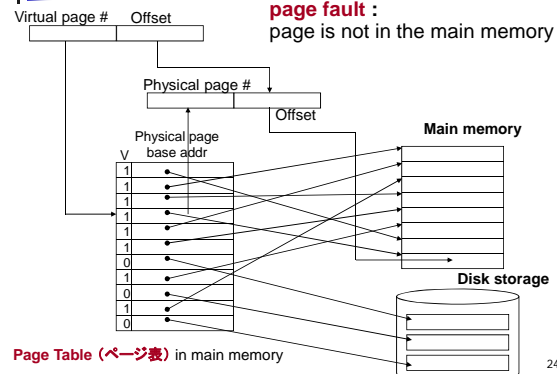 page fault :
page is not in the main memory
Virtual page #
Offset
Physical page #
Offset
Main memory
Physical page
base addr
V
1
1
1
1
1
1
0
1
0
1
0
Disk storage
Page Table (ページ表) in main memory
24